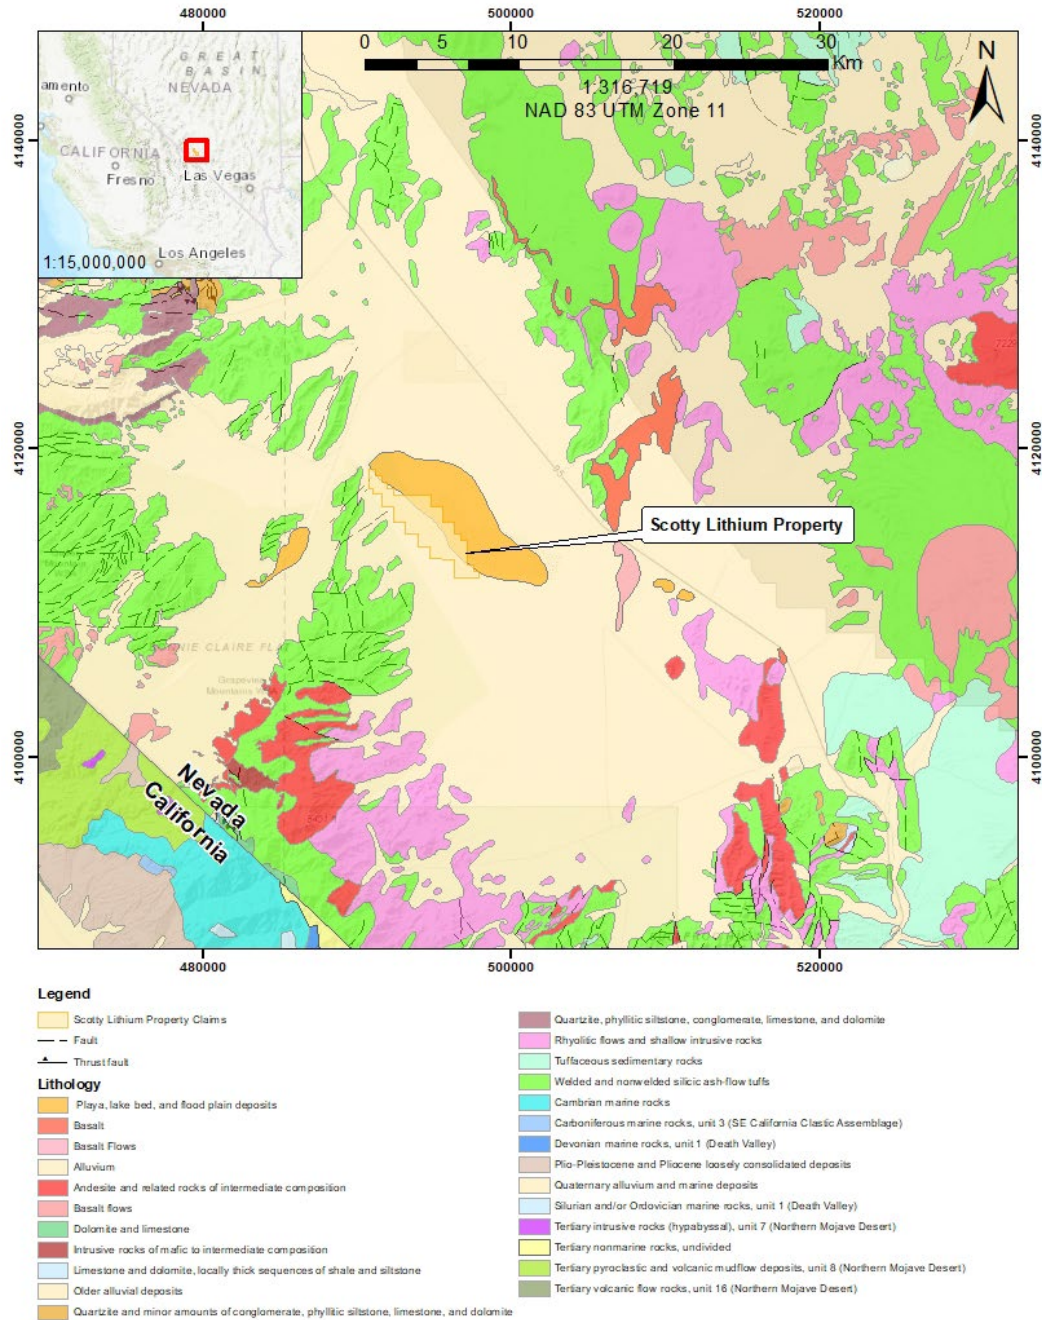 480000
500000
520000
GREAT
BASIN
NEVADA
amento
CALIFORNIA
Fresno
Las Vegas
Los Angeles
1:15,000,000
0 5 10 20 30
Km
1:316,719
NAD 83 UTM Zone 11
N
4140000
4140000
4120000
4120000
95
Scotty Lithium Property
4100000
4100000
Nevada
California
480000
500000
520000
Legend
Scotty Lithium Property Claims
Fault
Thrust fault
Lithology
Playa, lake bed, and flood plain deposits
Basalt
Basalt Flows
Alluvium
Andesite and related rocks of intermediate composition
Basalt flows
Dolomite and limestone
Intrusive rocks of mafic to intermediate composition
Limestone and dolomite, locally thick sequences of shale and siltstone
Older alluvial deposits
Quartzite and minor amounts of conglomerate, phyllitic siltstone, limestone, and dolomite
Quartzite, phyllitic siltstone, conglomerate, limestone, and dolomite
Rhyolitic flows and shallow intrusive rocks
Tuffaceous sedimentary rocks
Welded and nonwelded silicic ash-flow tuffs
Cambrian marine rocks
Carboniferous marine rocks, unit 3 (SE California Clastic Assemblage)
Devonian marine rocks, unit 1 (Death Valley)
Plio-Pleistocene and Pliocene loosely consolidated deposits
Quaternary alluvium and marine deposits
Silurian and/or Ordovician marine rocks, unit 1 (Death Valley)
Tertiary intrusive rocks (hypabyssal), unit 7 (Northern Mojave Desert)
Tertiary nonmarine rocks, undivided
Tertiary pyroclastic and volcanic mudflow deposits, unit 8 (Northern Mojave Desert)
Tertiary volcanic flow rocks, unit 16 (Northern Mojave Desert)